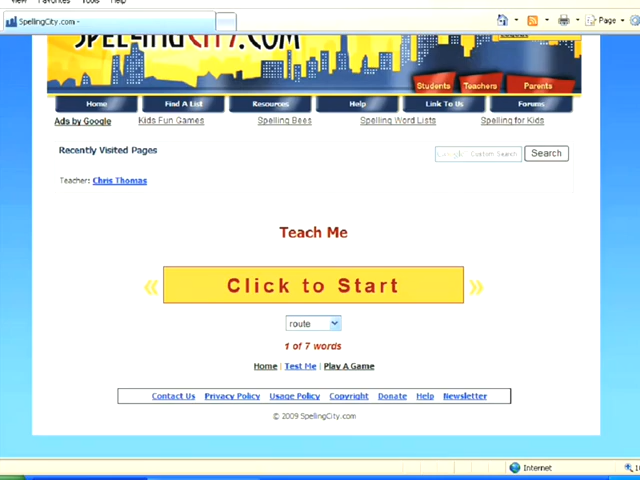 View Favorites Tools Help
SpellingCity.com -
Page
SPELLINGCITY.COM
Students Teachers Parents
Home Find A List Resources Help Link To Us Forums
Ads by Google Kids Fun Games Spelling Bees Spelling Word Lists Spelling for Kids
Recently Visited Pages
Google Custom Search Search
Teacher: Chris Thomas
Teach Me
« Click to Start »
route
1 of 7 words
Home | Test Me | Play A Game
Contact Us Privacy Policy Usage Policy Copyright Donate Help Newsletter
© 2009 SpellingCity.com
Internet